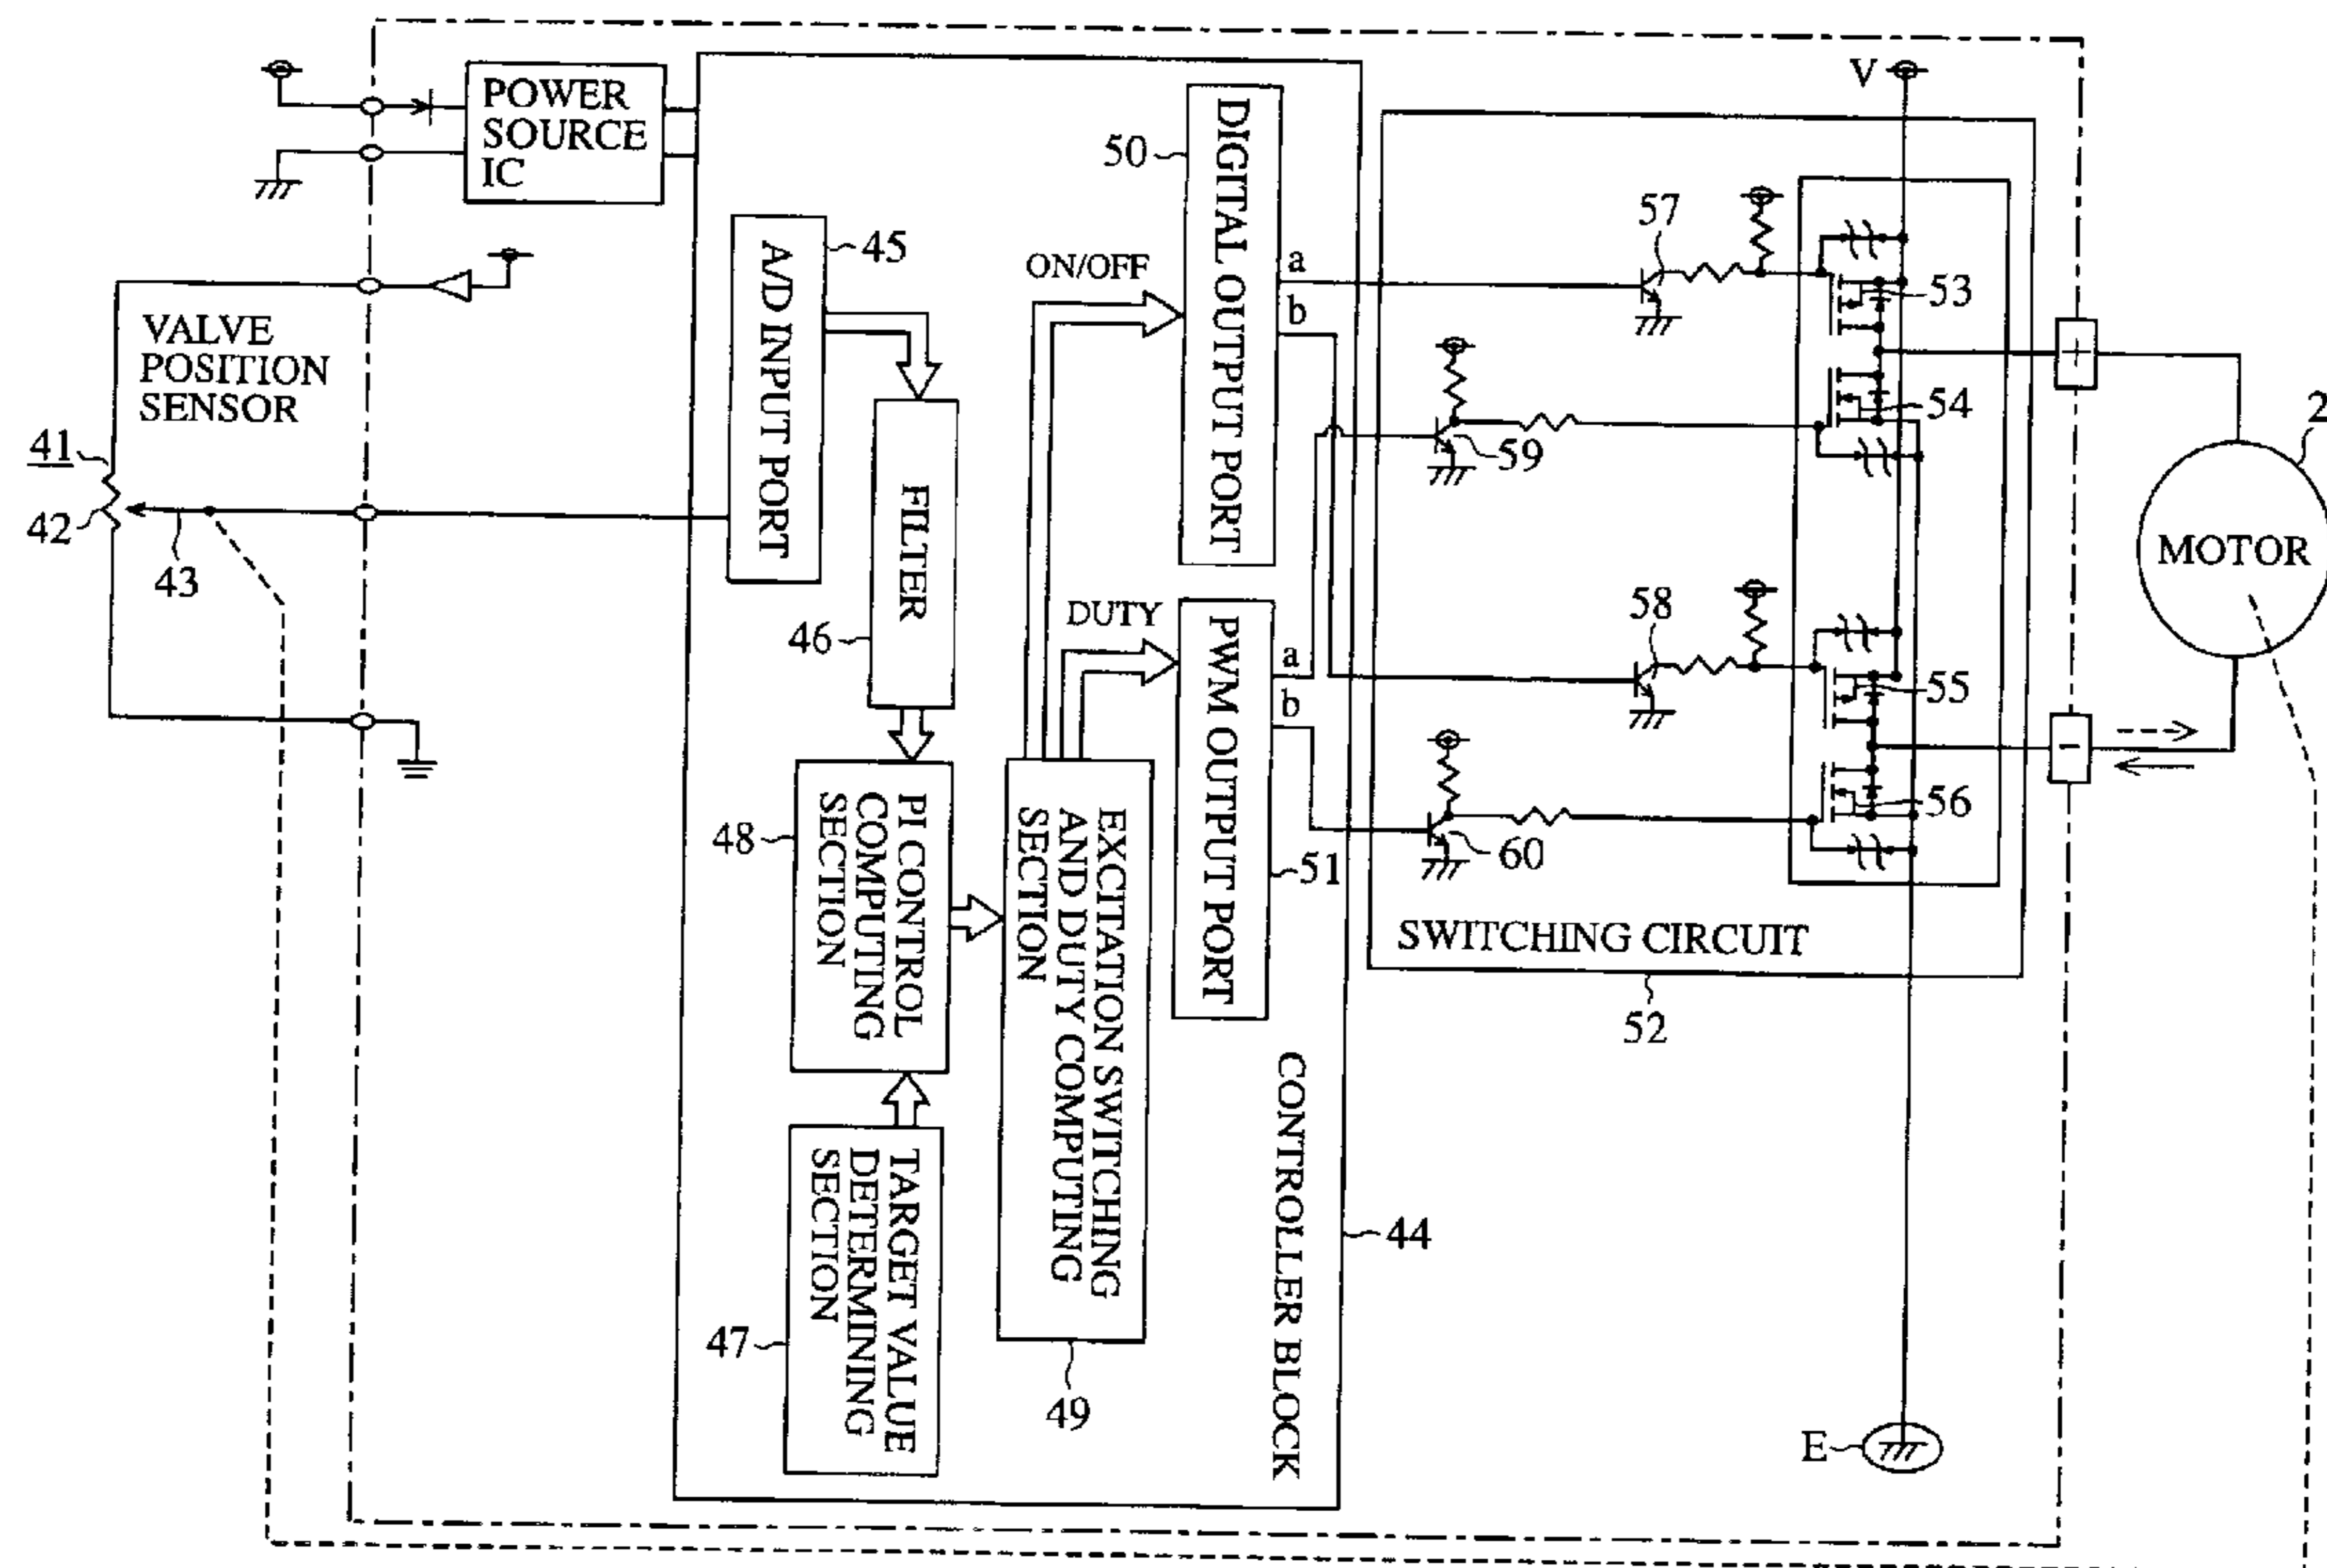 POWER
SOURCE
IC
V
50
DIGITAL OUTPUT PORT
a
b
57
53
54
59
ON/OFF
45
A/D INPUT PORT
VALVE
POSITION
SENSOR
41
42
43
FILTER
46
DUTY
PWM OUTPUT PORT
a
b
51
58
55
56
60
+
−
2
MOTOR
48
PI CONTROL
COMPUTING
SECTION
EXCITATION SWITCHING
AND DUTY COMPUTING
SECTION
49
47
TARGET VALUE
DETERMINING
SECTION
CONTROLLER BLOCK
44
SWITCHING CIRCUIT
52
E